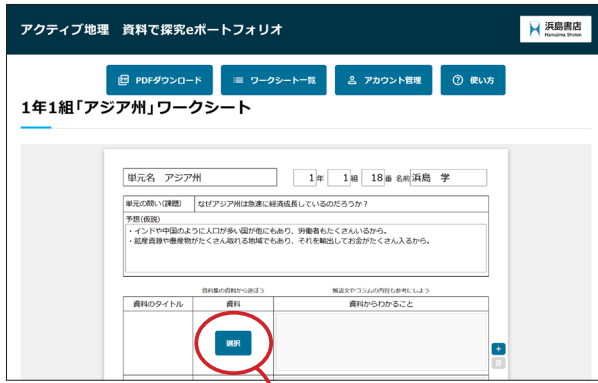 アクティブ地理 資料で探究eポートフォリオ
浜島書店
Hamajima Shoten
PDFダウンロード
ワークシート一覧
アカウント管理
使い方
1年1組「アジア州」ワークシート
単元名 アジア州 1年 1組 18番 名前 浜島 学
単元の問い(課題) なぜアジア州は急速に経済成長しているのだろうか？
予想(仮説)
・インドや中国のように人口が多い国が他にもあり、労働者もたくさんいるから。
・鉱産資源や農産物がたくさん取れる地域でもあり、それを輸出してお金がたくさん入るから。
資料集の資料から選ぼう 解説文やコラムの内容も参考にしよう
資料のタイトル 資料 資料からわかること
選択